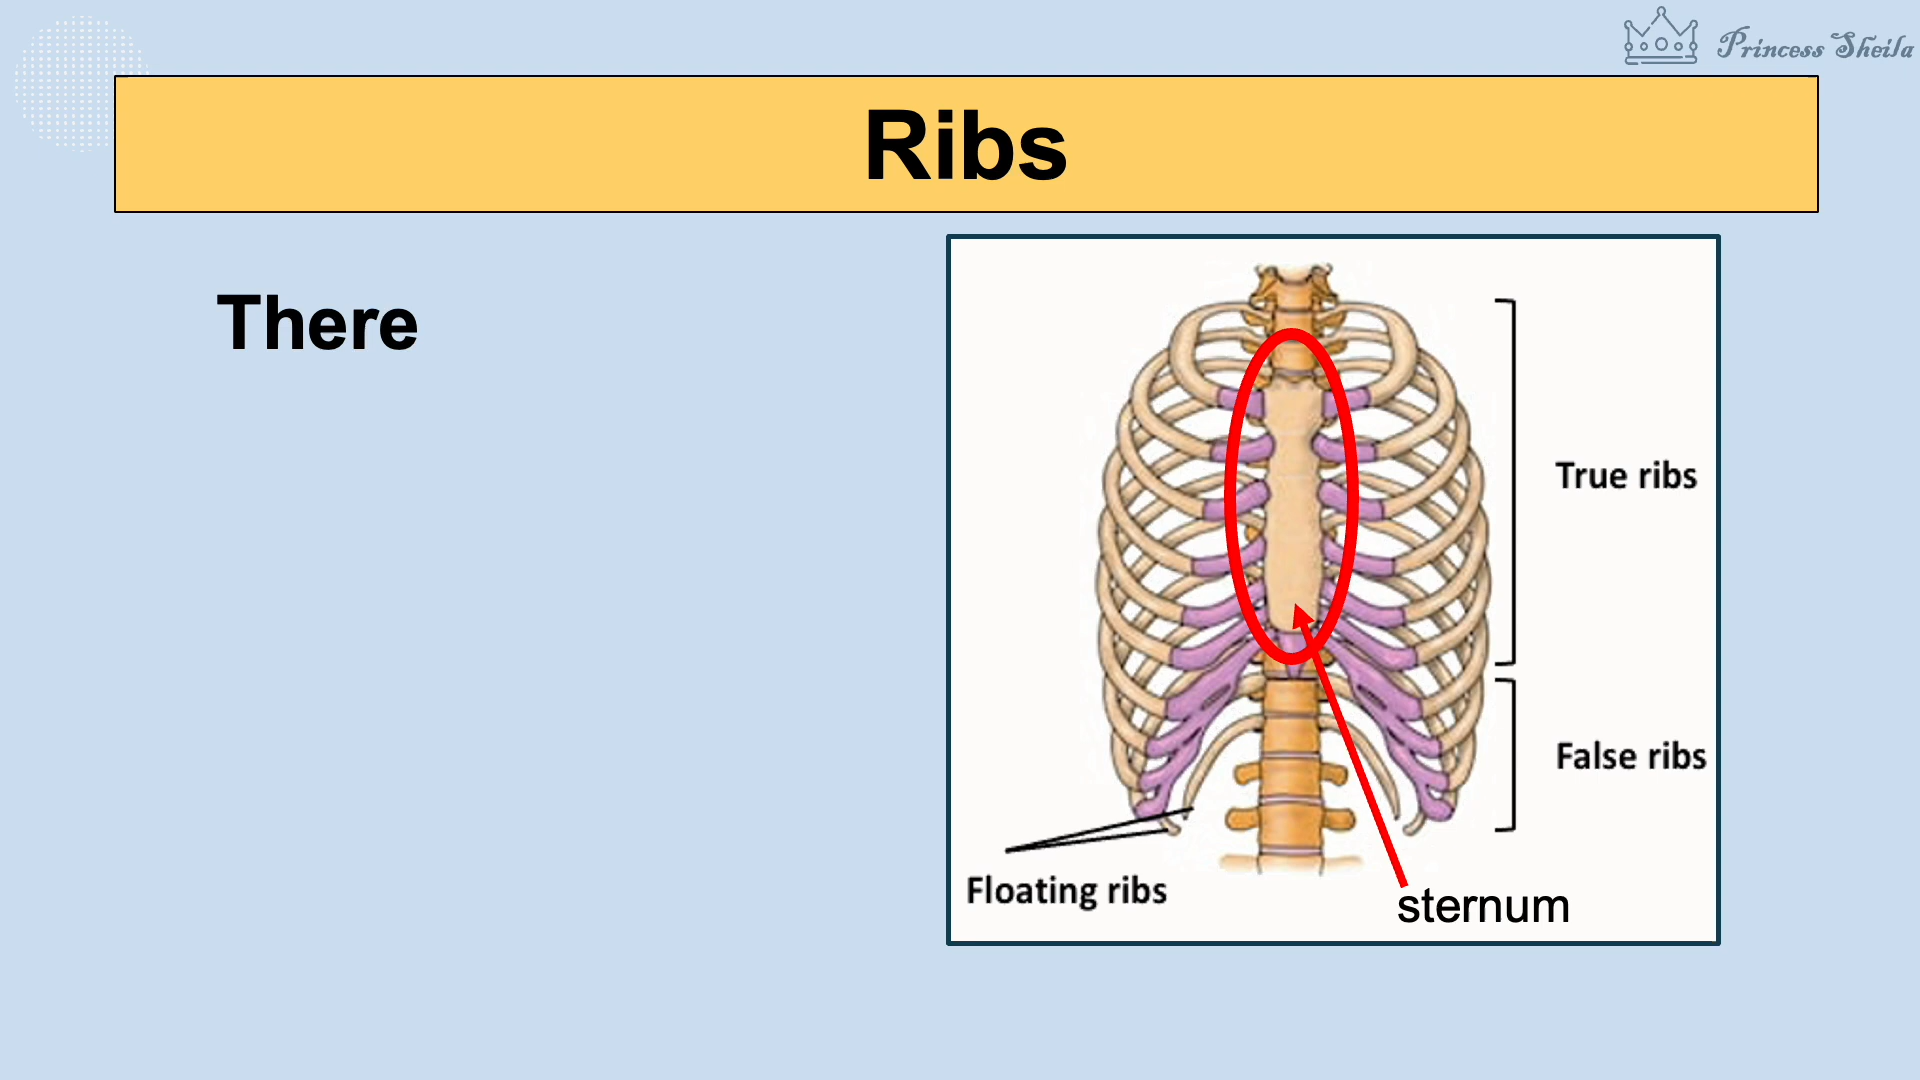 Princess Sheila
Ribs
There
True ribs
False ribs
Floating ribs
sternum